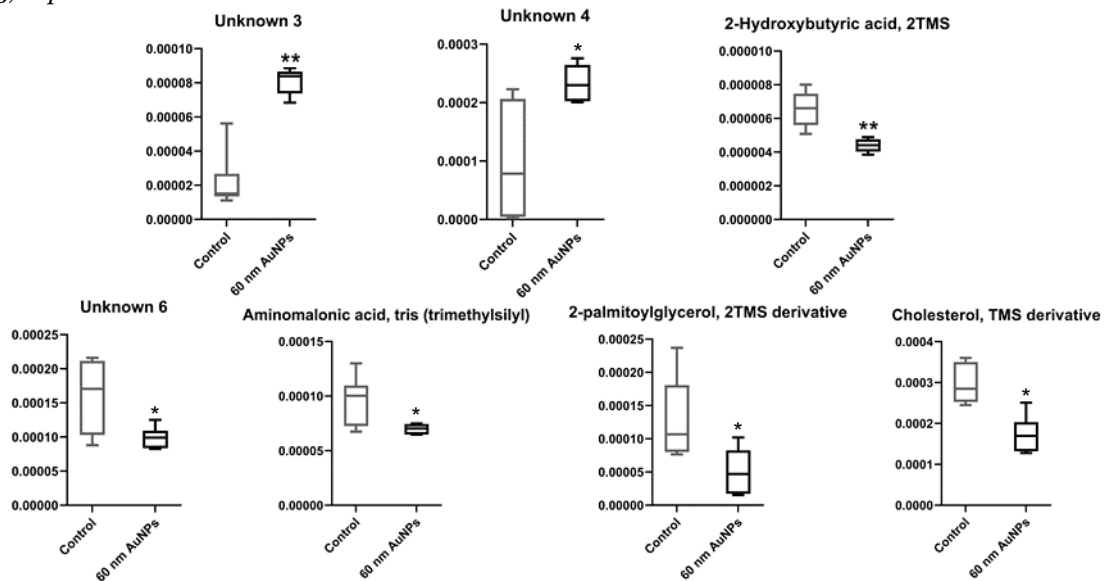 Unknown 3
0.00010
0.00008
0.00006
0.00004
0.00002
0.00000
**
Control
60 nm AuNPs
Unknown 4
0.0003
0.0002
0.0001
0.0000
*
Control
60 nm AuNPs
2-Hydroxybutyric acid, 2TMS
0.000010
0.000008
0.000006
0.000004
0.000002
0.000000
**
Control
60 nm AuNPs
Unknown 6
0.00025
0.00020
0.00015
0.00010
0.00005
0.00000
*
Control
60 nm AuNPs
Aminomalonic acid, tris (trimethylsilyl)
0.00015
0.00010
0.00005
0.00000
*
Control
60 nm AuNPs
2-palmitoylglycerol, 2TMS derivative
0.00025
0.00020
0.00015
0.00010
0.00005
0.00000
*
Control
60 nm AuNPs
Cholesterol, TMS derivative
0.0004
0.0003
0.0002
0.0001
0.0000
*
Control
60 nm AuNPs